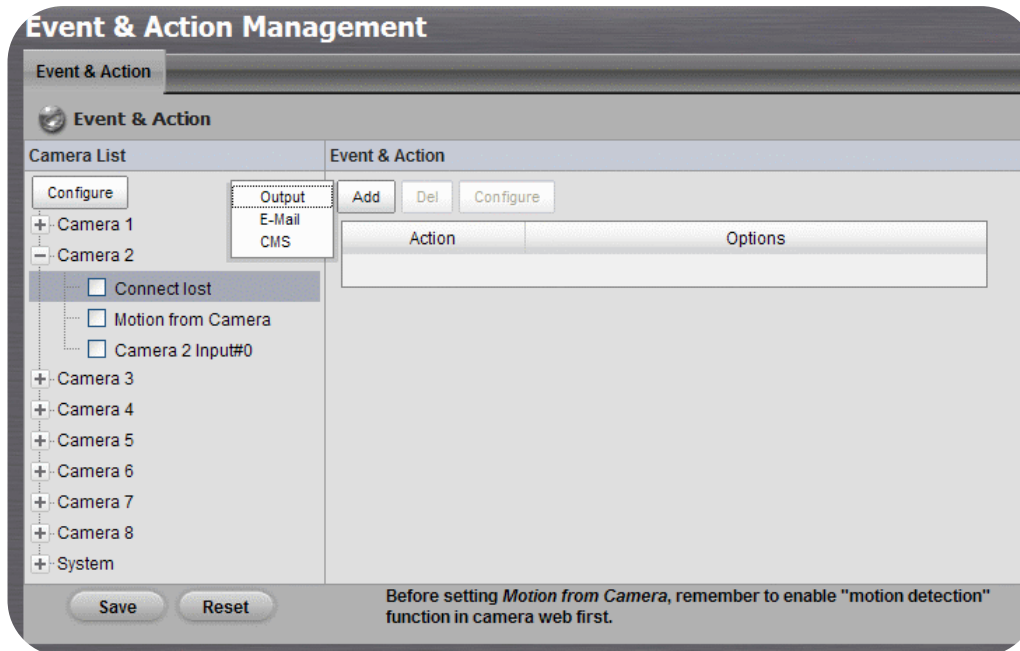 Event & Action Management
Event & Action
Event & Action
Camera List
Event & Action
Configure
Output
E-Mail
CMS
Add
Del
Configure
Action
Options
Camera 1
Camera 2
Connect lost
Motion from Camera
Camera 2 Input#0
Camera 3
Camera 4
Camera 5
Camera 6
Camera 7
Camera 8
System
Save
Reset
Before setting Motion from Camera, remember to enable "motion detection"
function in camera web first.